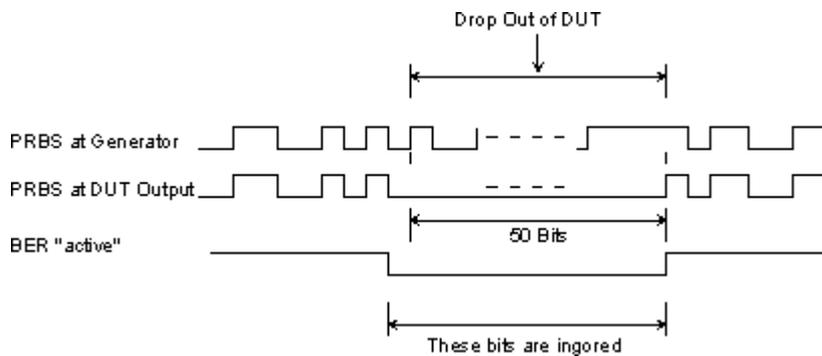 Drop Out of DUT
PRBS at Generator
PRBS at DUT Output
50 Bits
BER "active"
These bits are ingored